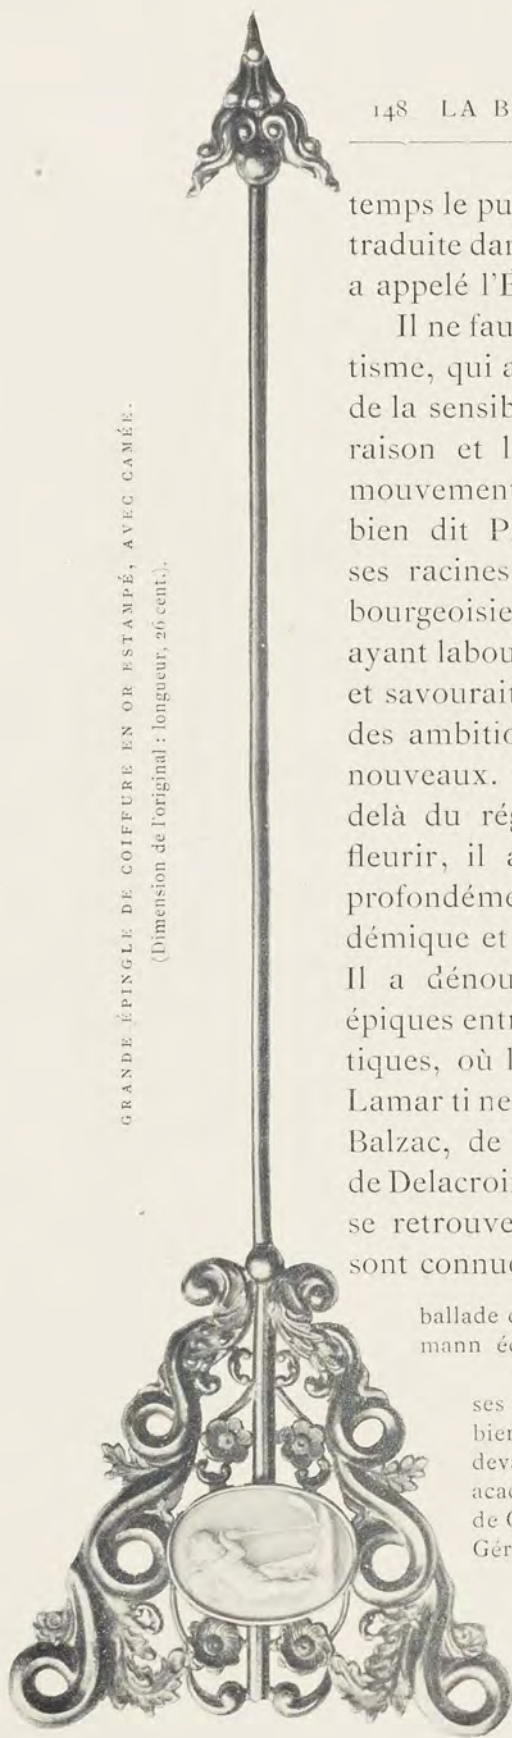 148 LA B
temps le pu
traduite dan
a appelé l'E
Il ne fau
tisme, qui a
de la sensib
raison et l
mouvement
bien dit P
ses racines
bourgeoisie
ayant labou
et savourait
des ambitio
nouveaux.
delà du rég
fleurir, il a
profondéme
démique et
Il a dénou
épiques entr
tiques, où l
Lamar ti ne
Balzac, de
de Delacroi
se retrouve
sont connue
ballade
mann éc
ses
bien
deva
acad
de
Gér
GRANDE ÉPINGLE DE COIFFURE EN OR ESTAMPÉ, AVEC CAMÉE.
(Dimension de l'original : longueur, 26 cent.).